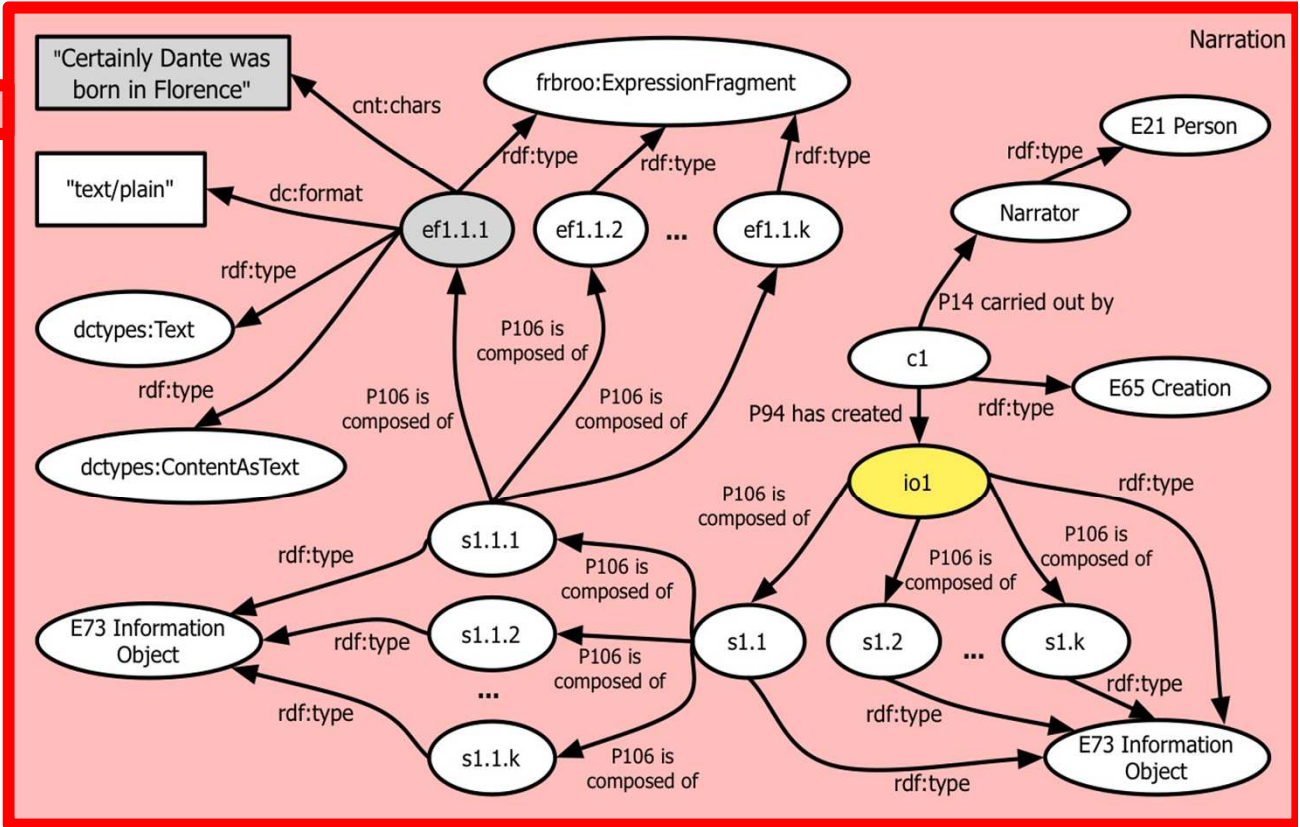 Narration
"Certainly Dante was
born in Florence"
frbroo:ExpressionFragment
cnt:chars
E21 Person
rdf:type
rdf:type
rdf:type
rdf:type
"text/plain"
dc:format
Narrator
ef1.1.1
ef1.1.2
...
ef1.1.k
rdf:type
P14 carried out by
dctypes:Text
P106 is
composed of
c1
rdf:type
E65 Creation
rdf:type
P106 is
composed of
P106 is
composed of
P94 has created
dctypes:ContentAsText
io1
rdf:type
P106 is
composed of
s1.1.1
rdf:type
P106 is
composed of
P106 is
composed of
P106 is
composed of
E73 Information
Object
rdf:type
s1.1.2
s1.1
s1.2
...
s1.k
P106 is
composed of
...
rdf:type
rdf:type
rdf:type
s1.1.k
P106 is
composed of
rdf:type
E73 Information
Object